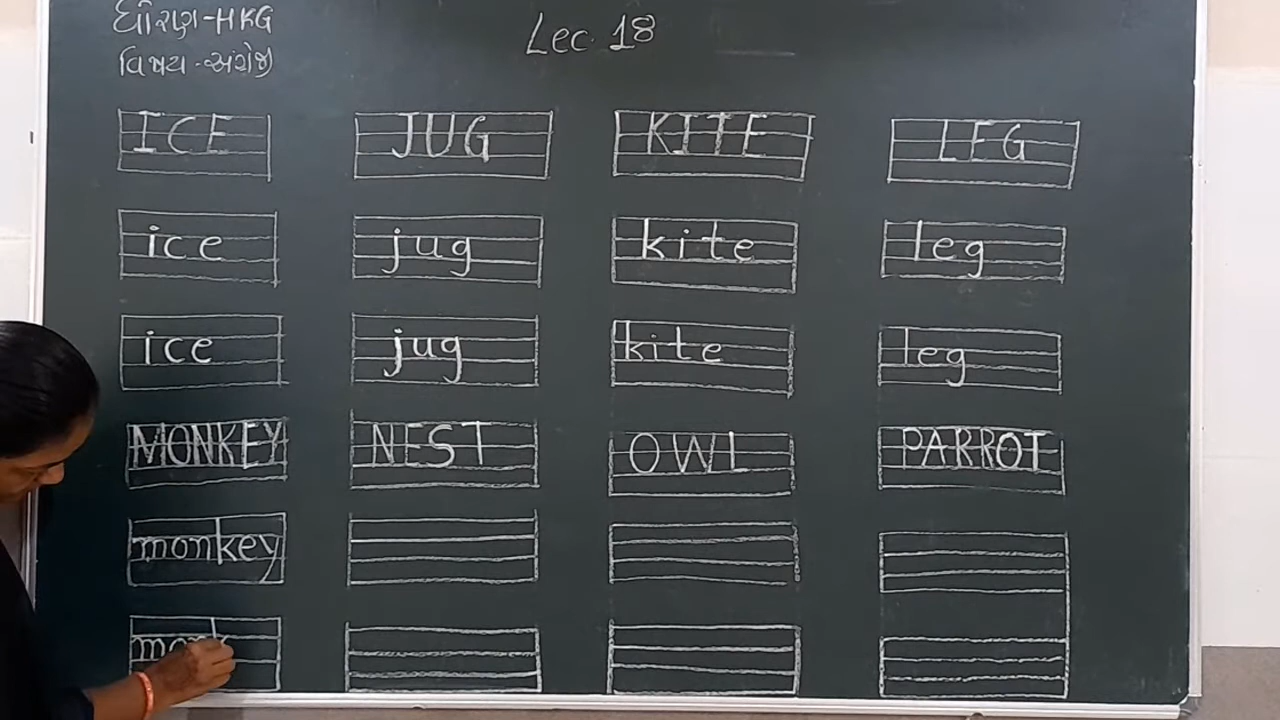 ધોરણ-HKG
Lec. 18
વિષય-અંગ્રેજી
ICE JUG KITE LEG
ice jug kite leg
ice jug kite leg
MONKEY NEST OWL PARROT
monkey
monk